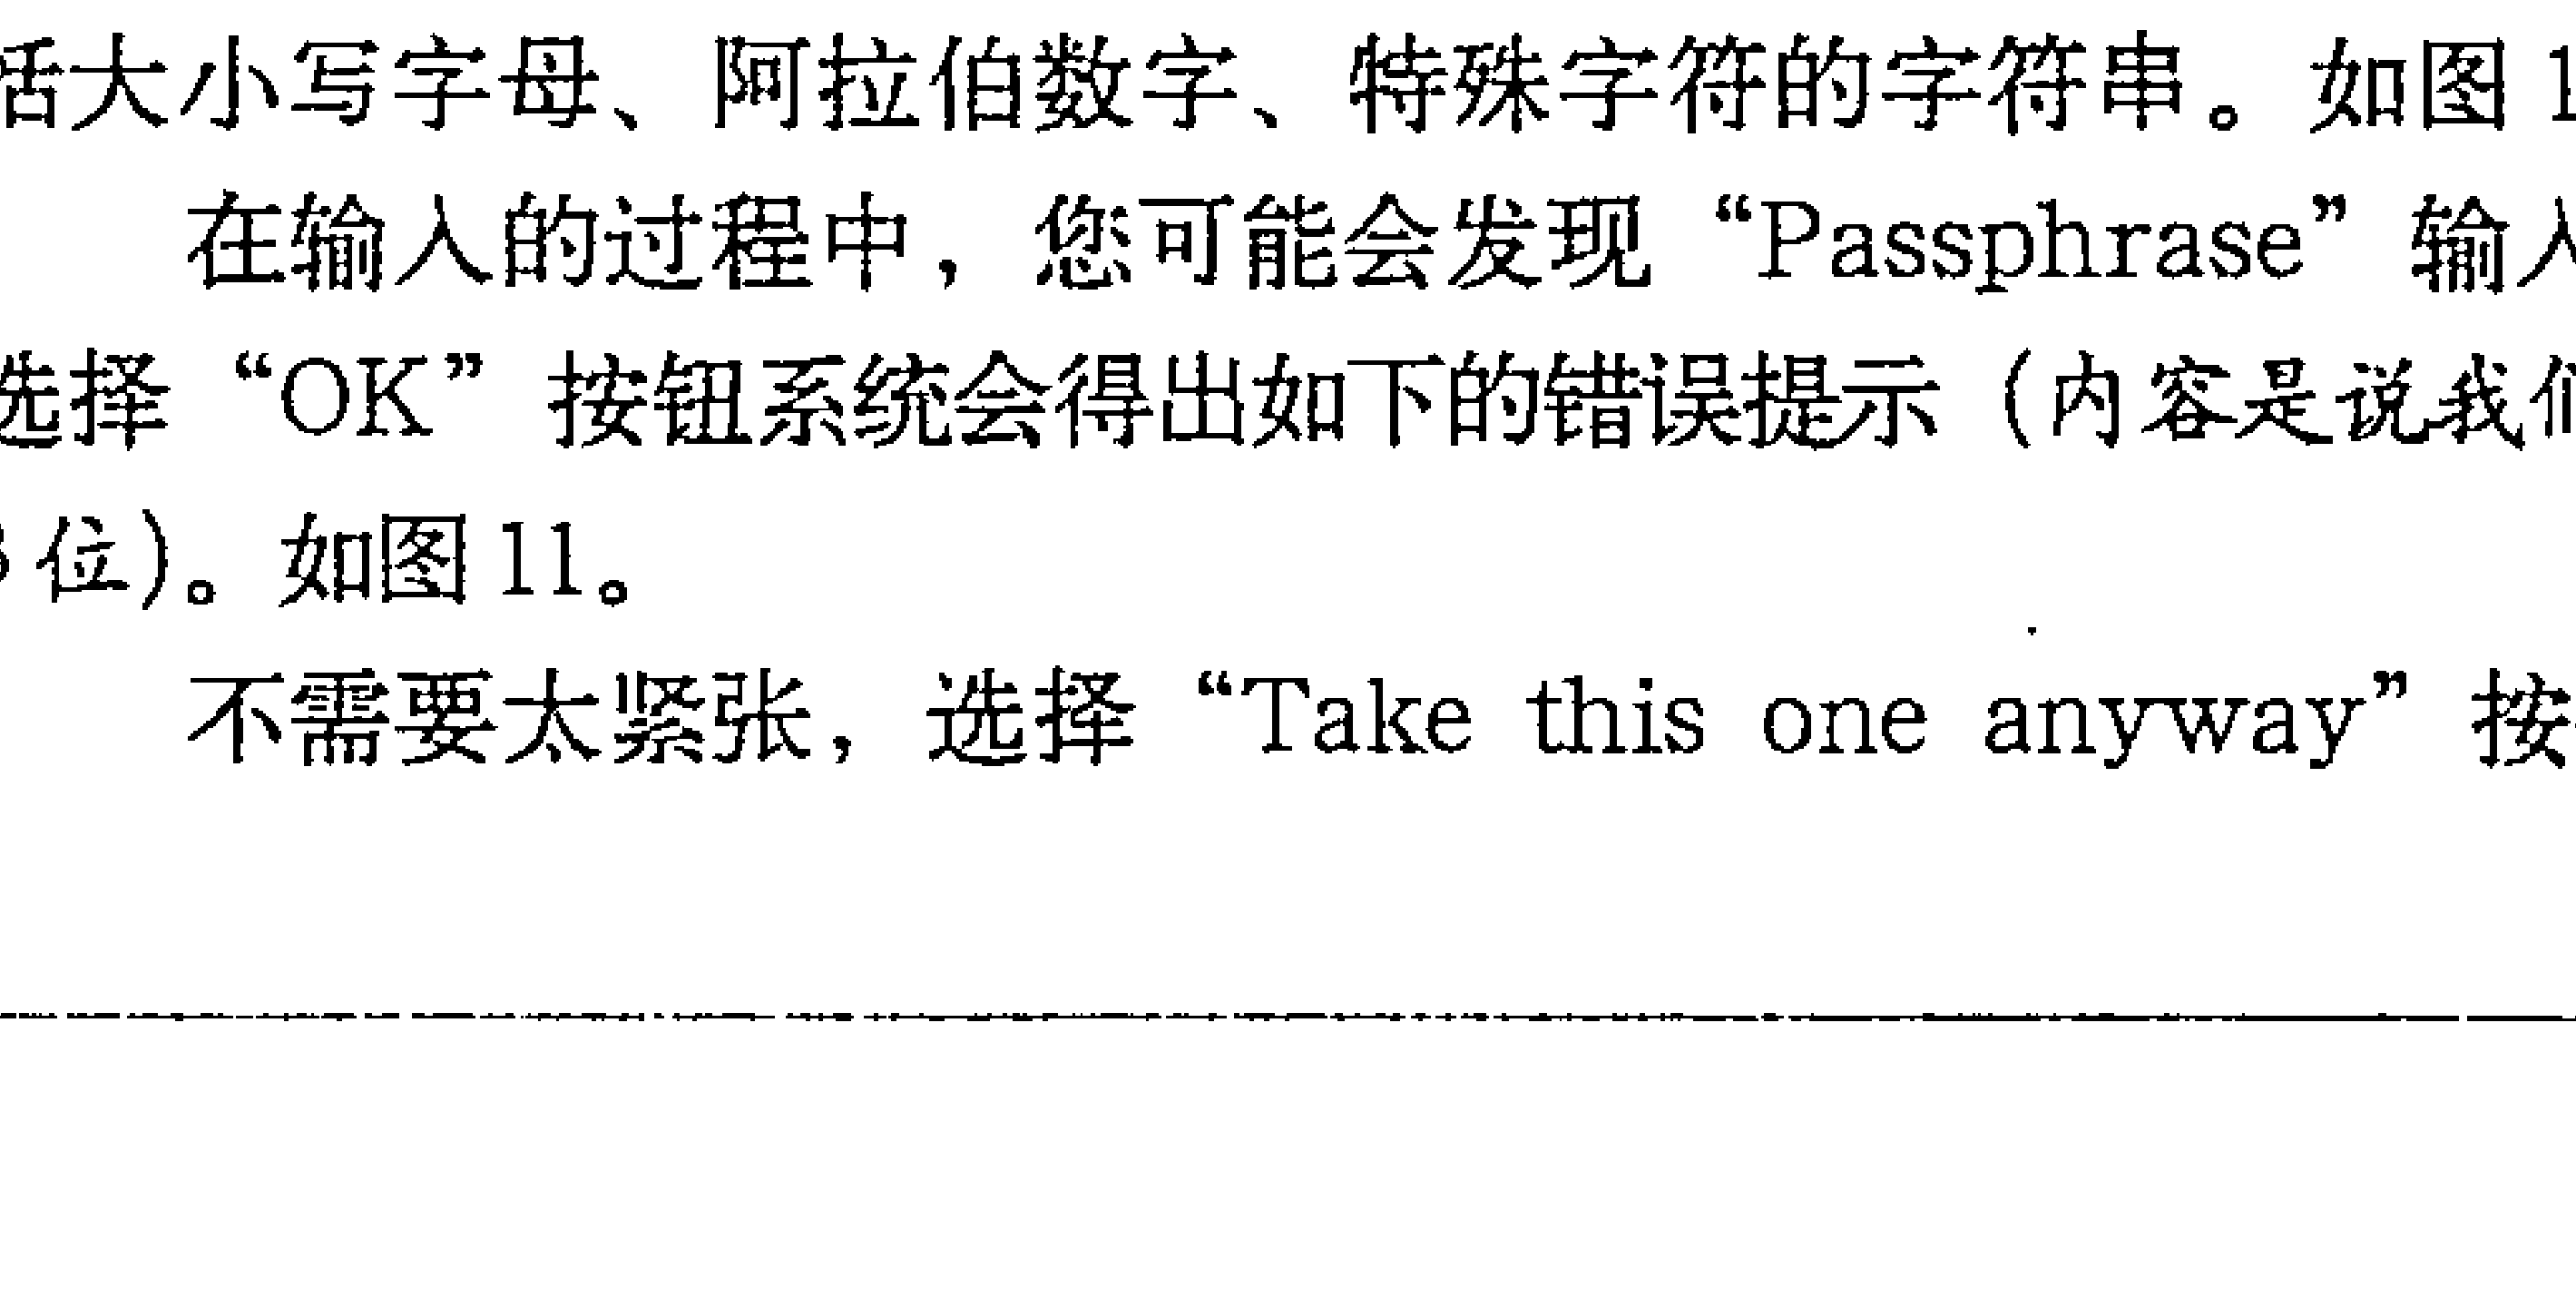 括大小写字母、阿拉伯数字、特殊字符的字符串。如图 1
在输入的过程中，您可能会发现“Passphrase”输入
选择“OK”按钮系统会得出如下的错误提示（内容是说我们
位）。如图 11。
不需要太紧张，选择“Take this one anyway”按